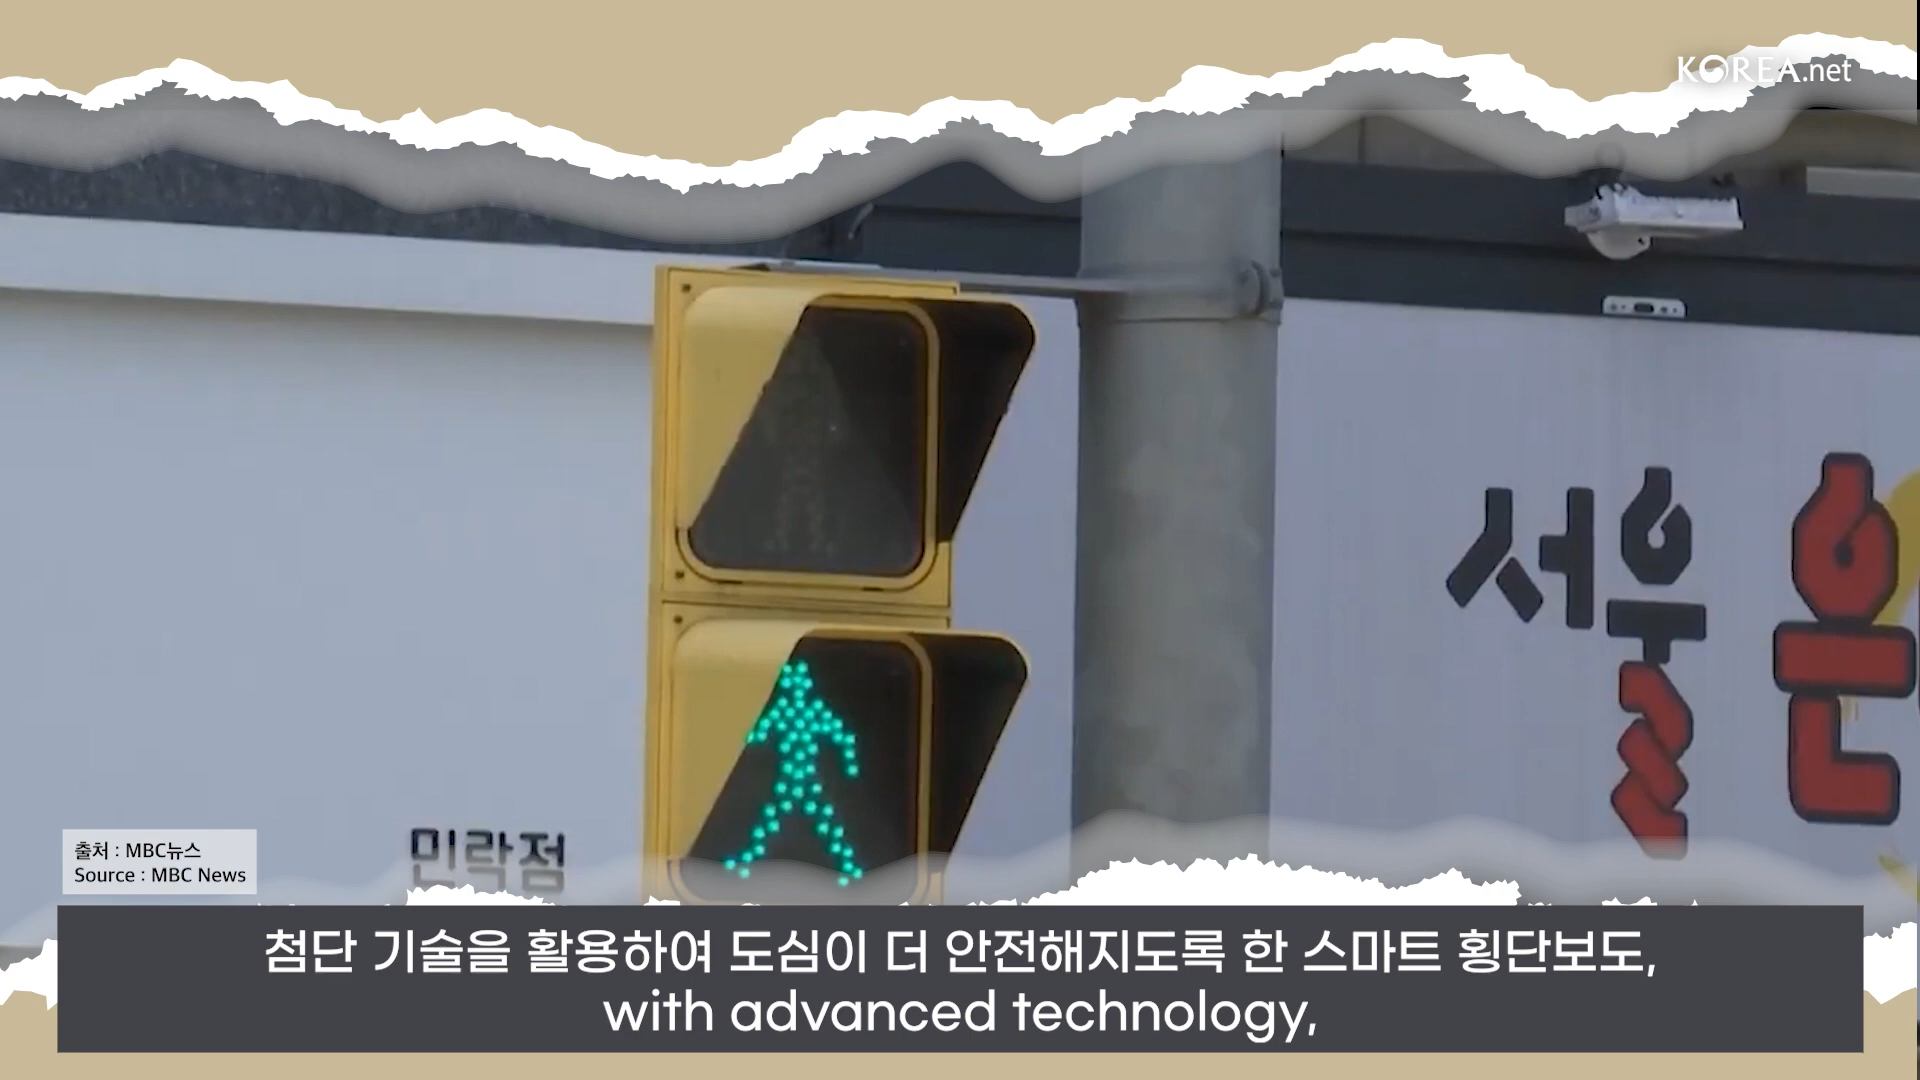 KOREA.net
서울
민락점
출처 : MBC뉴스
Source : MBC News
첨단 기술을 활용하여 도심이 더 안전해지도록 한 스마트 횡단보도,
with advanced technology,